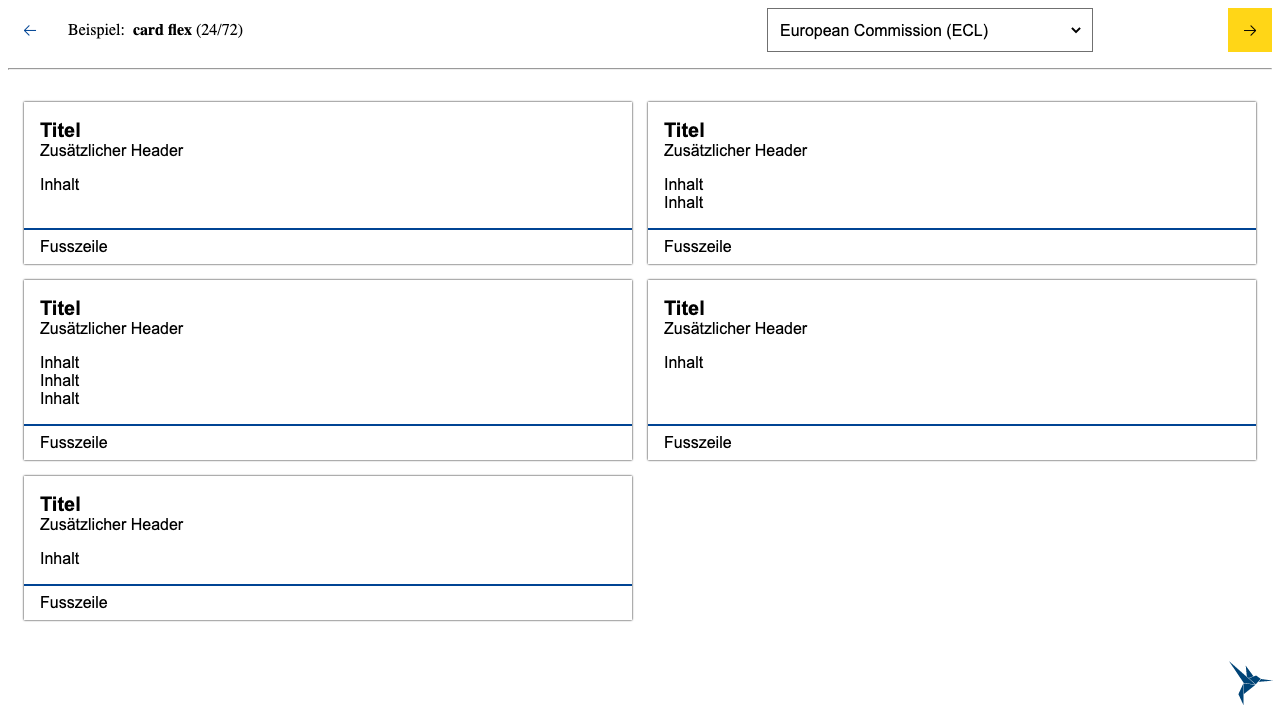 Beispiel: card flex (24/72)
European Commission (ECL)
Titel
Zusätzlicher Header
Inhalt
Fusszeile
Titel
Zusätzlicher Header
Inhalt
Inhalt
Fusszeile
Titel
Zusätzlicher Header
Inhalt
Inhalt
Inhalt
Fusszeile
Titel
Zusätzlicher Header
Inhalt
Fusszeile
Titel
Zusätzlicher Header
Inhalt
Fusszeile